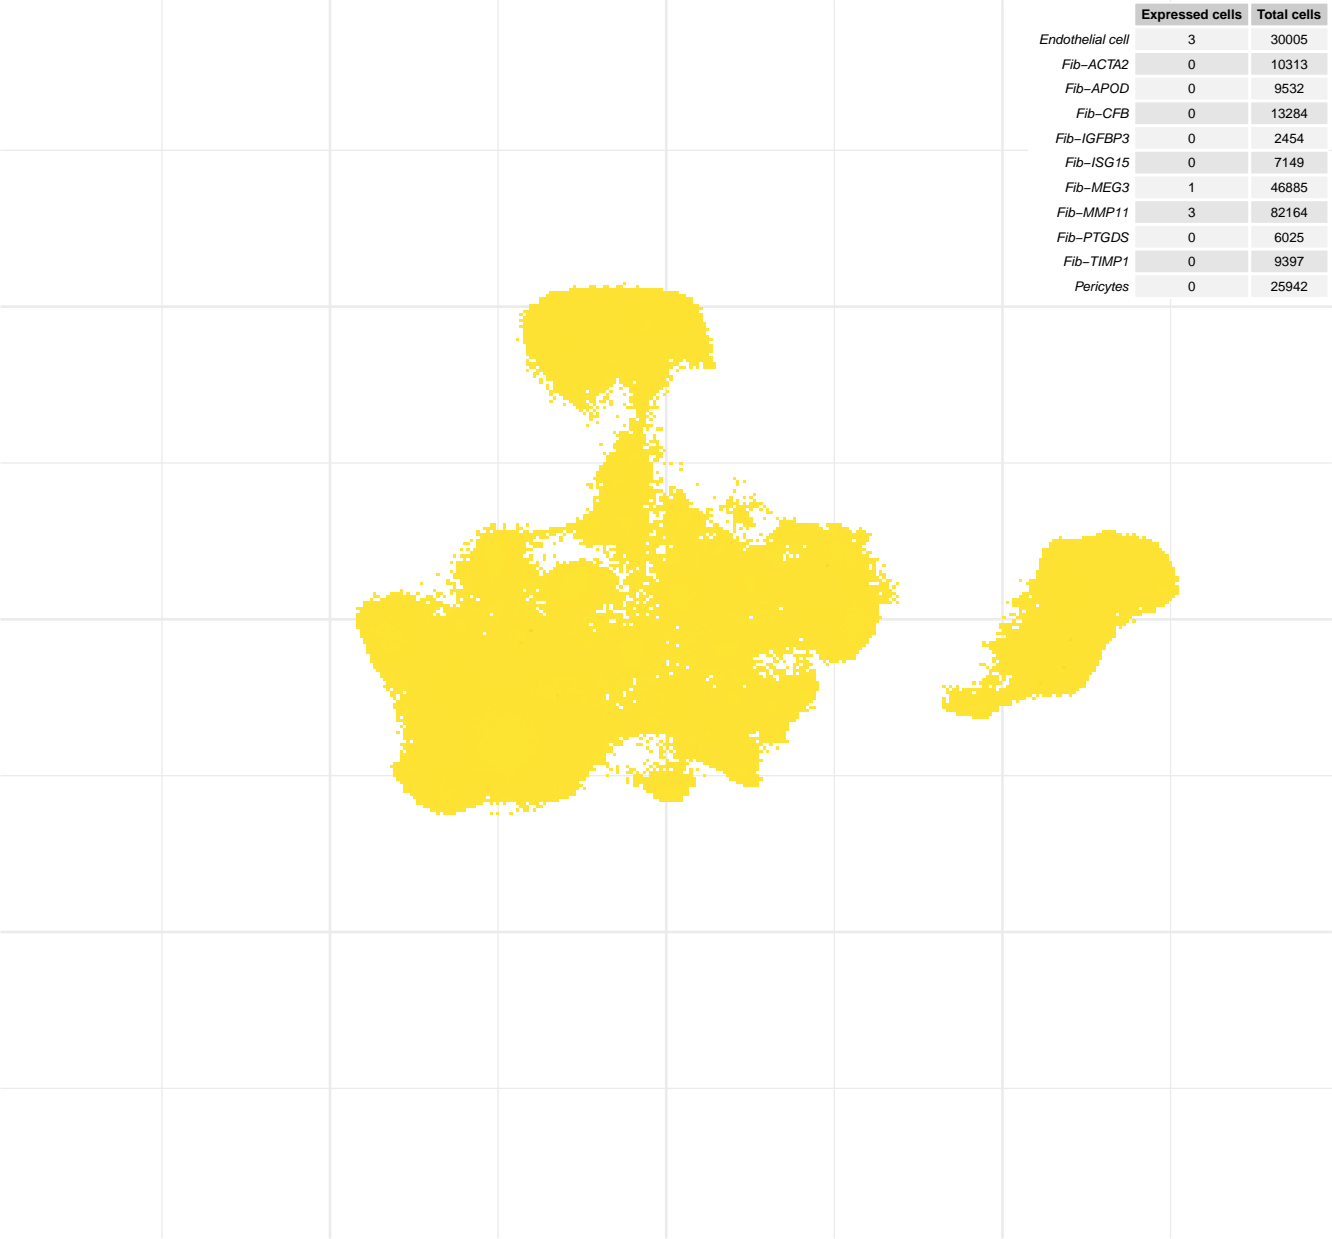 Expressed cells Total cells
Endothelial cell 3 30005
Fib−ACTA2 0 10313
Fib−APOD 0 9532
Fib−CFB 0 13284
Fib−IGFBP3 0 2454
Fib−ISG15 0 7149
Fib−MEG3 1 46885
Fib−MMP11 3 82164
Fib−PTGDS 0 6025
Fib−TIMP1 0 9397
Pericytes 0 25942